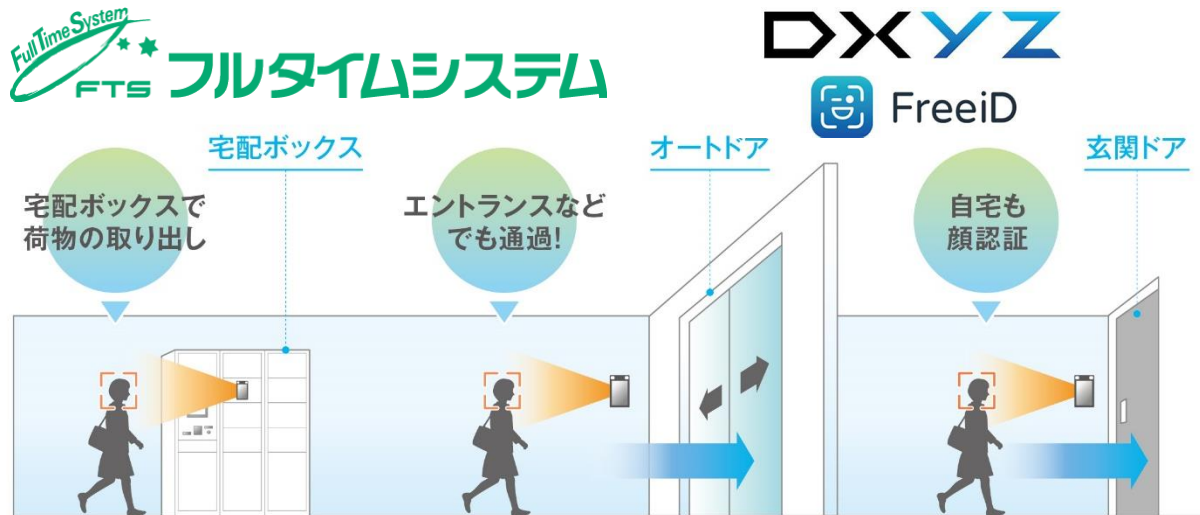 Full Time System
FTS
フルタイムシステム
DXYZ
FreeiD
宅配ボックス
オートドア
玄関ドア
宅配ボックスで
荷物の取り出し
エントランスなど
でも通過!
自宅も
顔認証